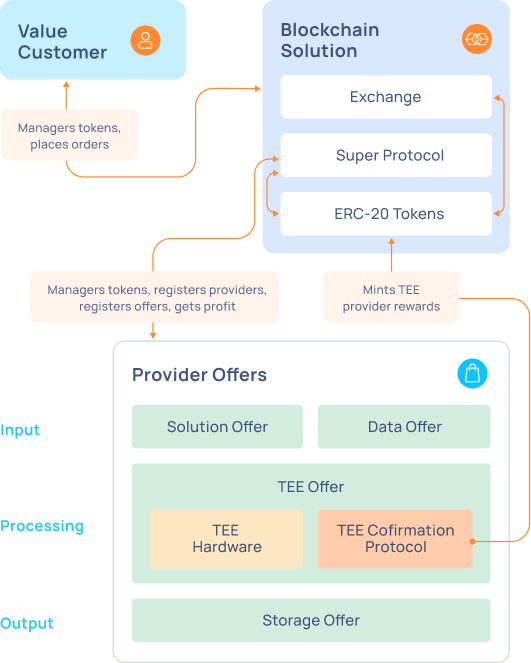 Value
Customer
Blockchain
Solution
Exchange
Managers tokens,
places orders
Super Protocol
ERC-20 Tokens
Managers tokens, registers providers,
registers offers, gets profit
Mints TEE
provider rewards
Provider Offers
Input
Solution Offer
Data Offer
TEE Offer
Processing
TEE
Hardware
TEE Cofirmation
Protocol
Output
Storage Offer